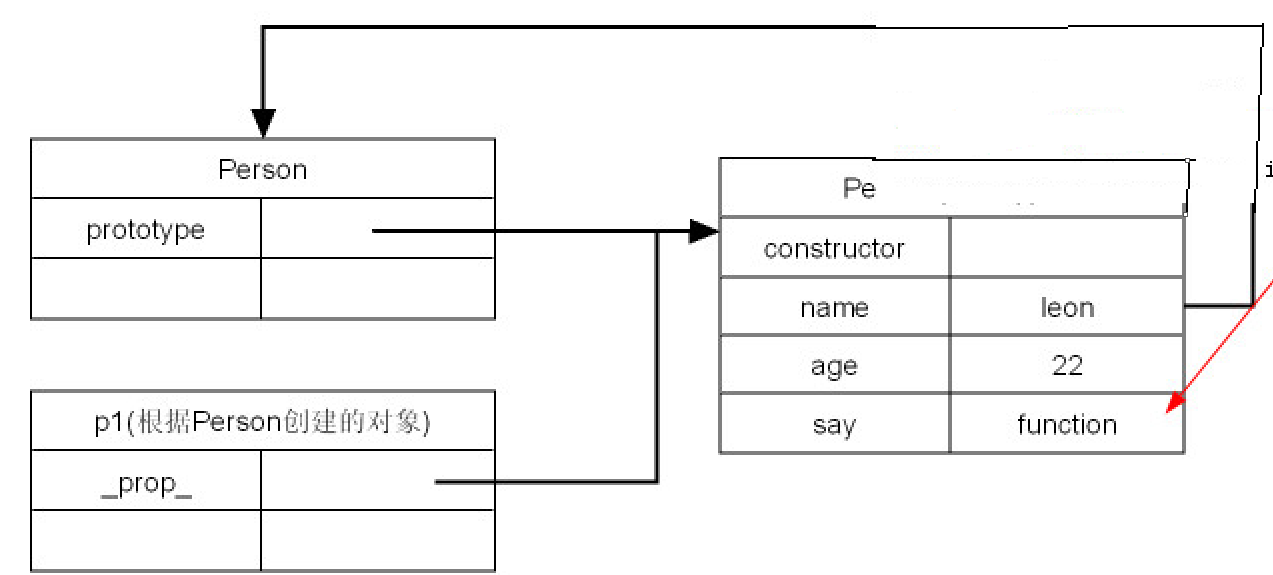 Person
prototype
Pe
constructor
name leon
age 22
say function
p1(根据Person创建的对象)
_prop_
i